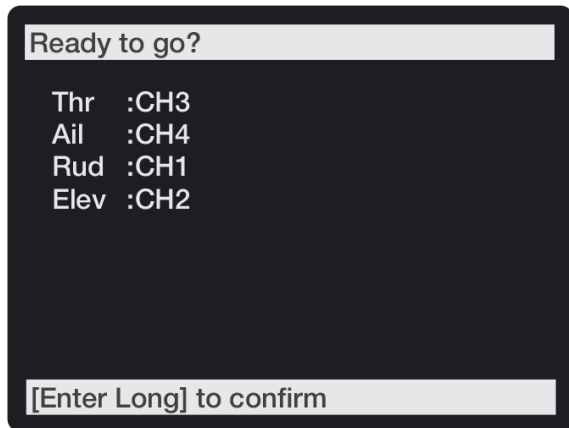 Ready to go?
Thr :CH3
Ail :CH4
Rud :CH1
Elev :CH2
[Enter Long] to confirm